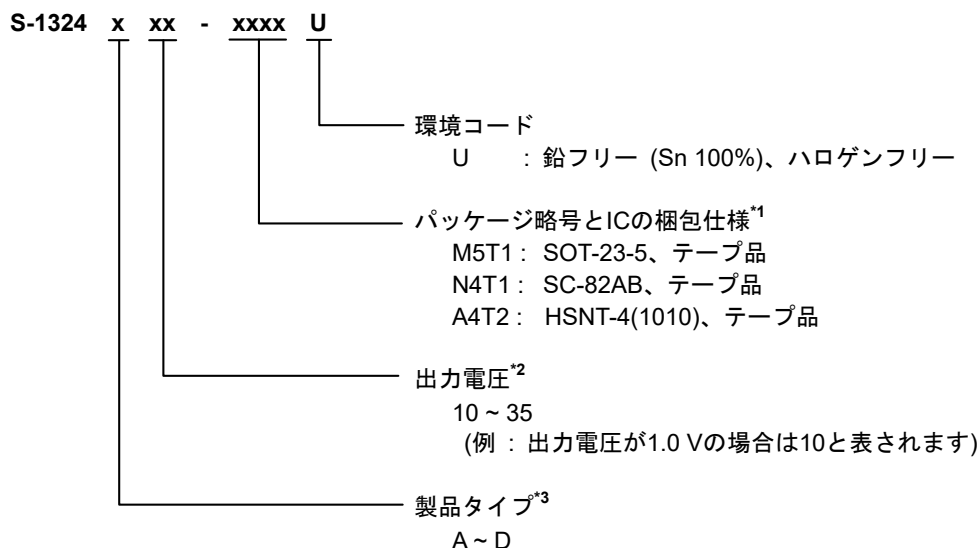 S-1324 x xx - xxxx U
環境コード
U : 鉛フリー (Sn 100%)、ハロゲンフリー
パッケージ略号とICの梱包仕様*1
M5T1 : SOT-23-5、テープ品
N4T1 : SC-82AB、テープ品
A4T2 : HSNT-4(1010)、テープ品
出力電圧*2
10 ~ 35
(例 : 出力電圧が1.0 Vの場合は10と表されます)
製品タイプ*3
A ~ D